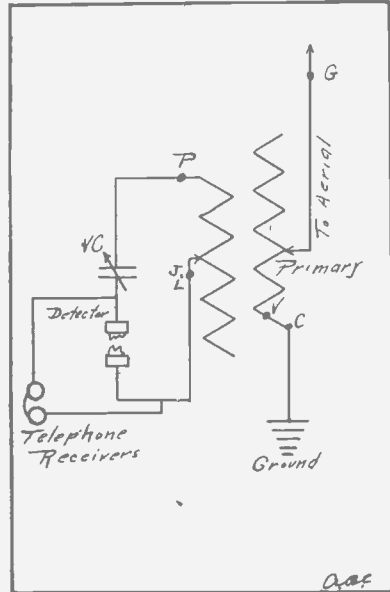 G
To Aerial
P
VC
J,
L
Primary
Detector
V
C
Telephone
Receivers
Ground